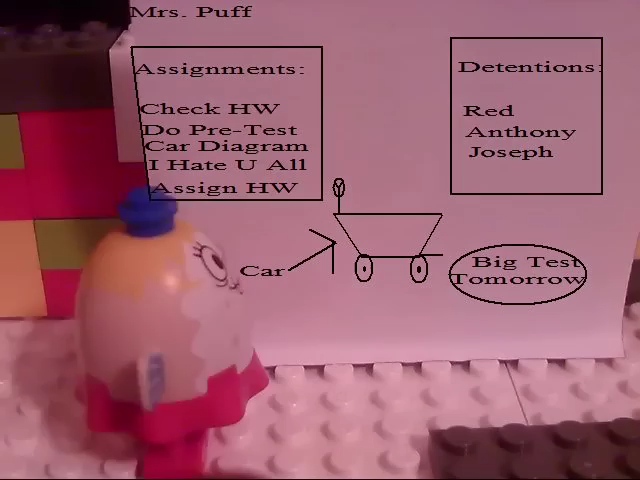 Mrs. Puff
Assignments:
Check HW
Do Pre-Test
Car Diagram
I Hate U All
Assign HW
Detentions:
Red
Anthony
Joseph
Car
Big Test
Tomorrow